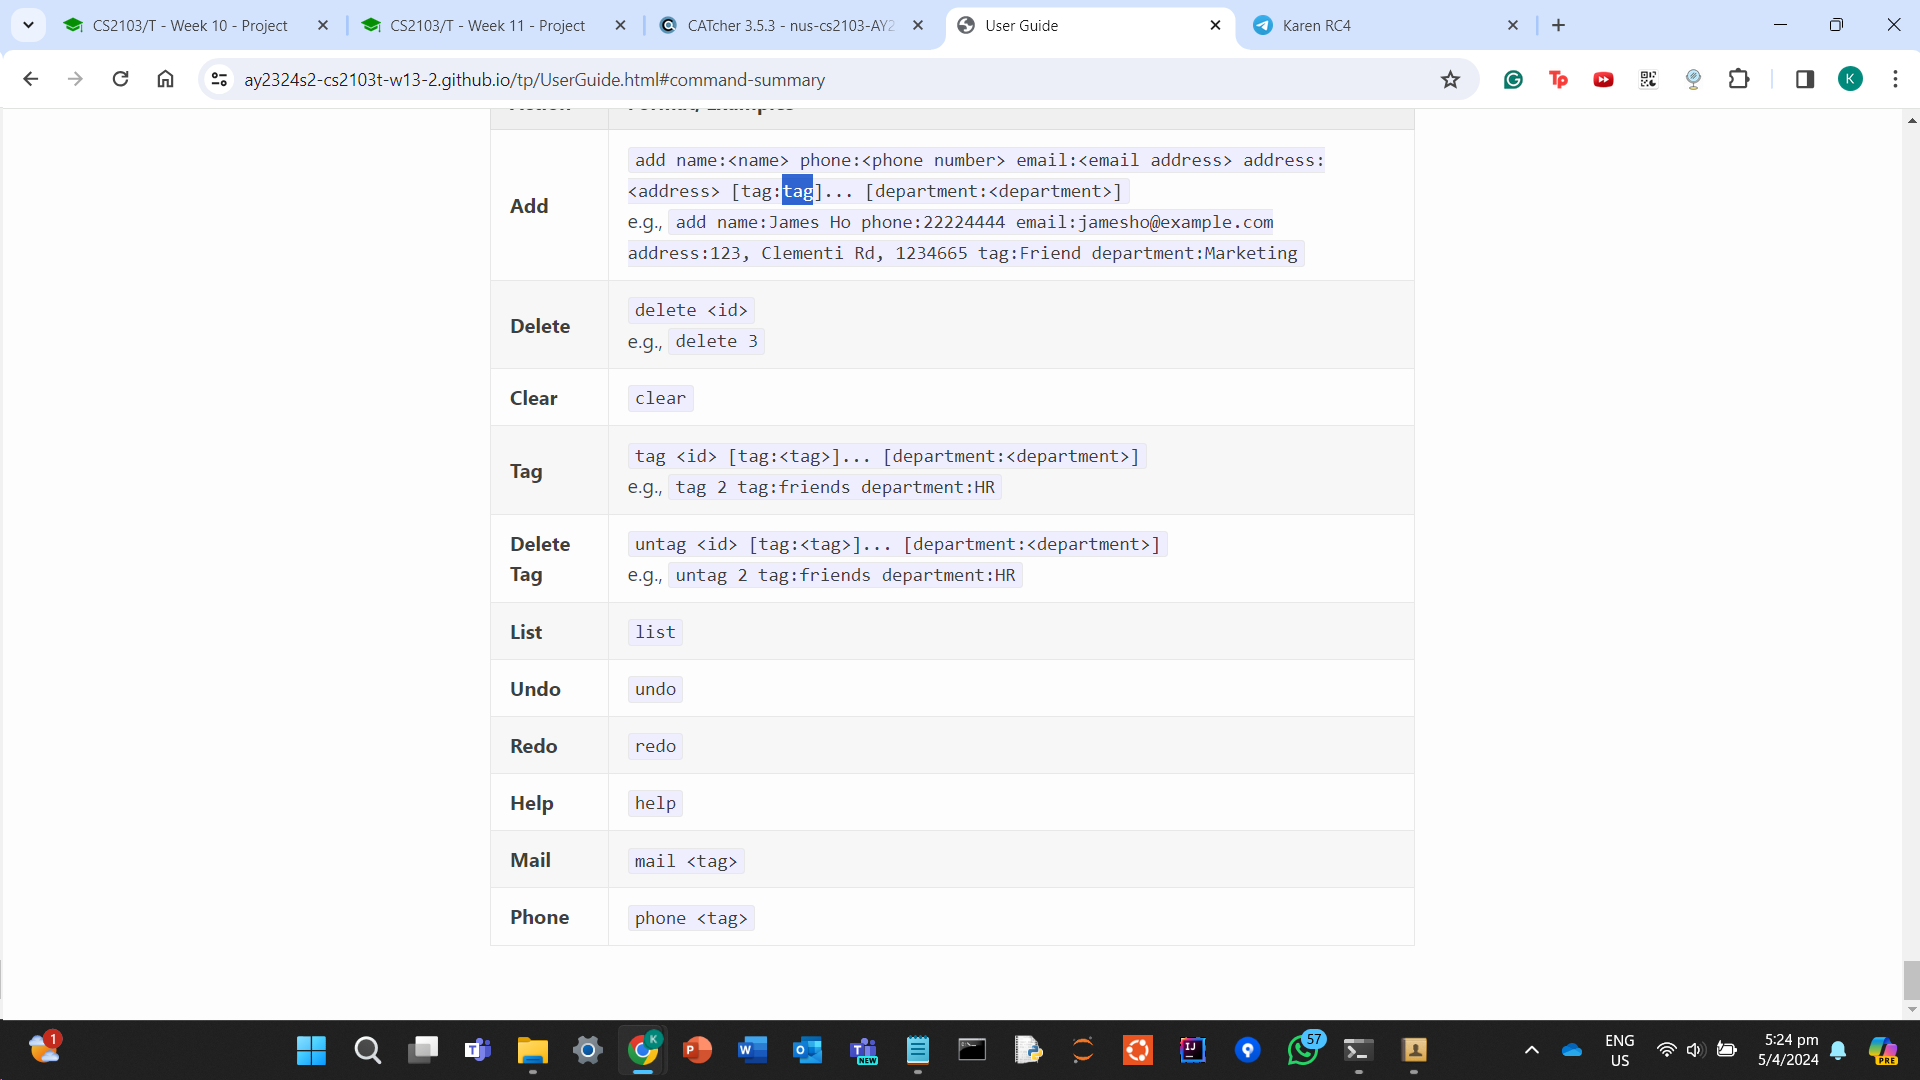 CS2103/T - Week 10 - Project
CS2103/T - Week 11 - Project
CATcher 3.5.3 - nus-cs2103-AY2
User Guide
Karen RC4
ay2324s2-cs2103t-w13-2.github.io/tp/UserGuide.html#command-summary
K
Action Format, Examples
Add
add name:<name> phone:<phone number> email:<email address> address:
<address> [tag:tag]... [department:<department>]
e.g., add name:James Ho phone:22224444 email:jamesho@example.com
address:123, Clementi Rd, 1234665 tag:Friend department:Marketing
Delete
delete <id>
e.g., delete 3
Clear
clear
Tag
tag <id> [tag:<tag>]... [department:<department>]
e.g., tag 2 tag:friends department:HR
Delete
Tag
untag <id> [tag:<tag>]... [department:<department>]
e.g., untag 2 tag:friends department:HR
List
list
Undo
undo
Redo
redo
Help
help
Mail
mail <tag>
Phone
phone <tag>
1
K
NEW
57
ENG
US
5:24 pm
5/4/2024
PRE